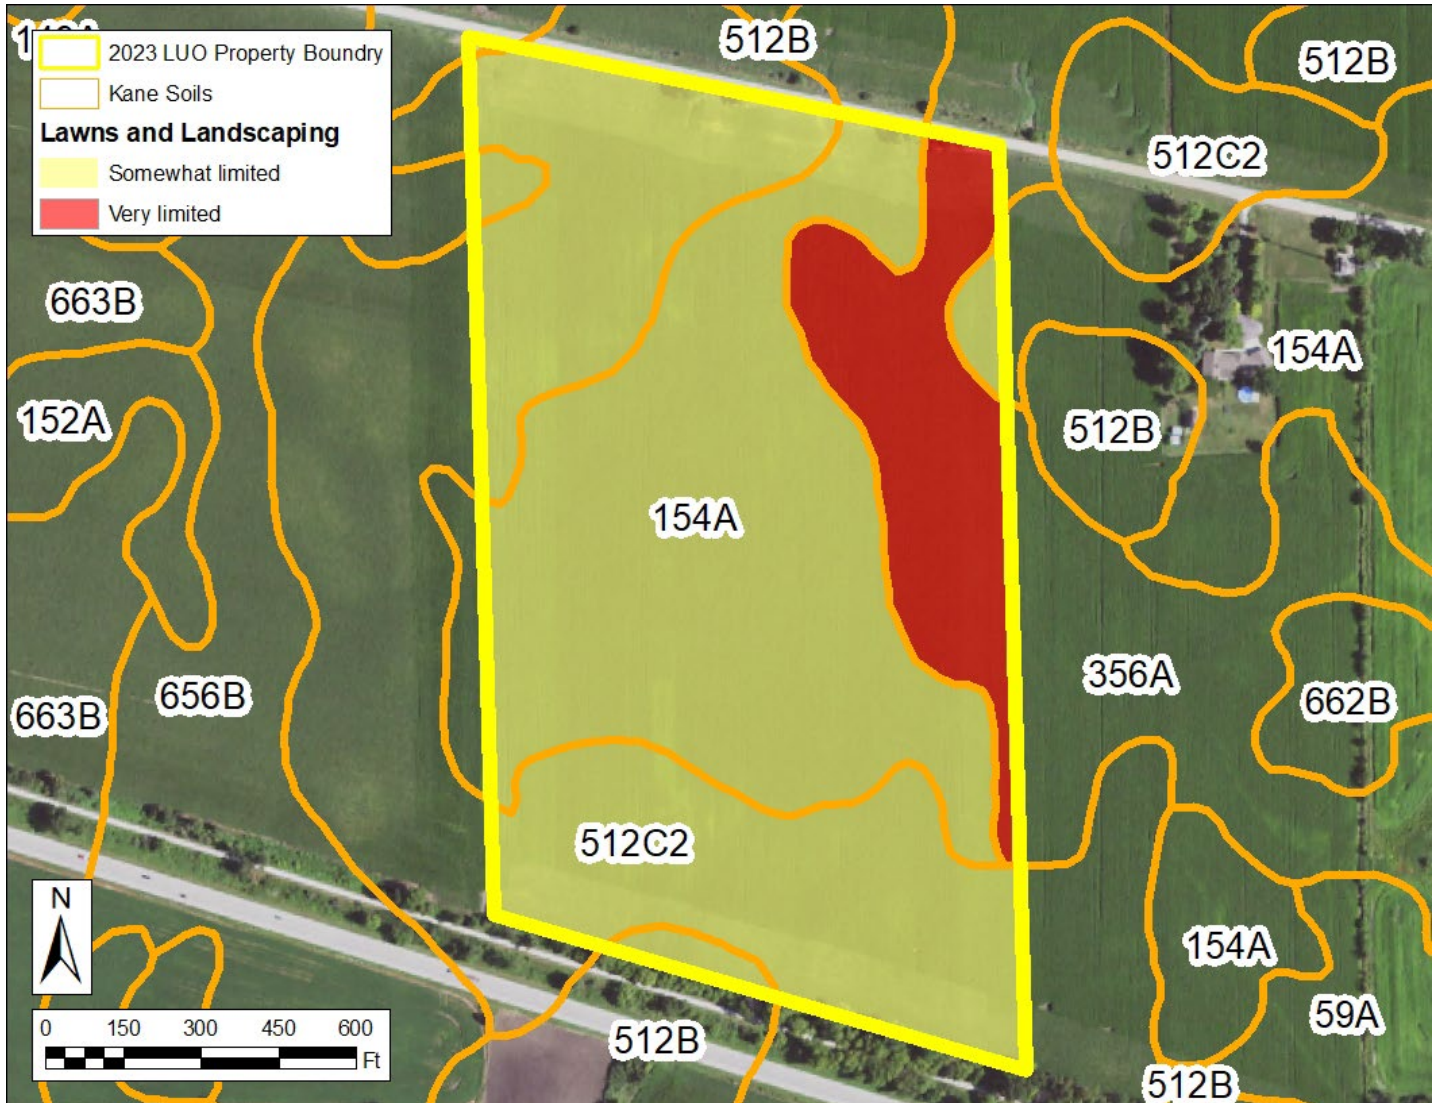 2023 LUO Property Boundry
Kane Soils
Lawns and Landscaping
Somewhat limited
Very limited
512B
512B
512C2
663B
154A
152A
512B
154A
356A
656B
663B
662B
512C2
N
154A
59A
0 150 300 450 600
Ft
512B
512B